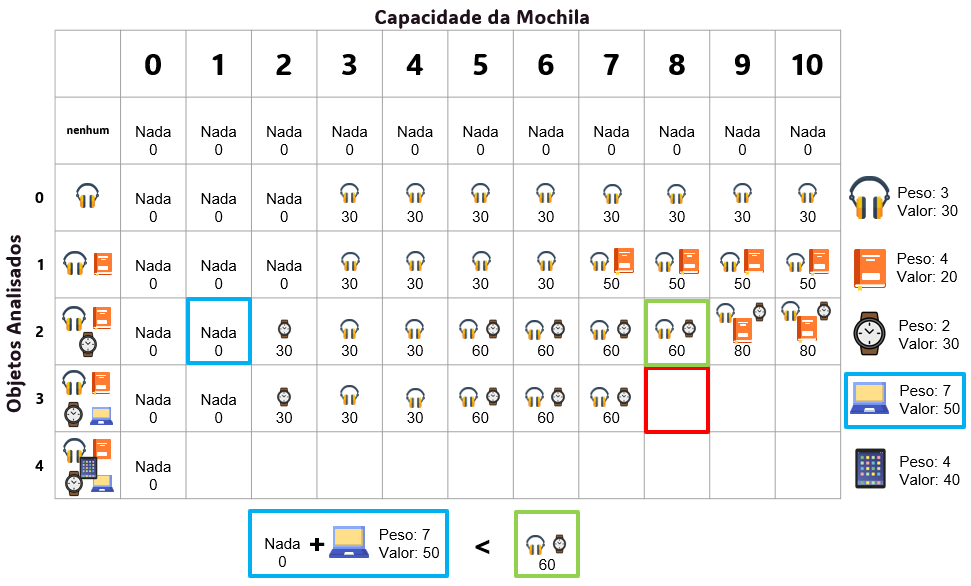 Capacidade da Mochila
0 1 2 3 4 5 6 7 8 9 10
Objetos Analisados
nenhum
Nada Nada Nada Nada Nada Nada Nada Nada Nada Nada Nada
0 0 0 0 0 0 0 0 0 0 0
0
Nada Nada Nada
0 0 0 30 30 30 30 30 30 30 30
Peso: 3
Valor: 30
1
Nada Nada Nada
0 0 0 30 30 30 30 50 50 50 50
Peso: 4
Valor: 20
2
Nada Nada
0 0 30 30 30 60 60 60 60 80 80
Peso: 2
Valor: 30
3
Nada Nada
0 0 30 30 30 60 60 60
Peso: 7
Valor: 50
4
Nada
0
Peso: 4
Valor: 40
Nada + Peso: 7 <
0 Valor: 50 60